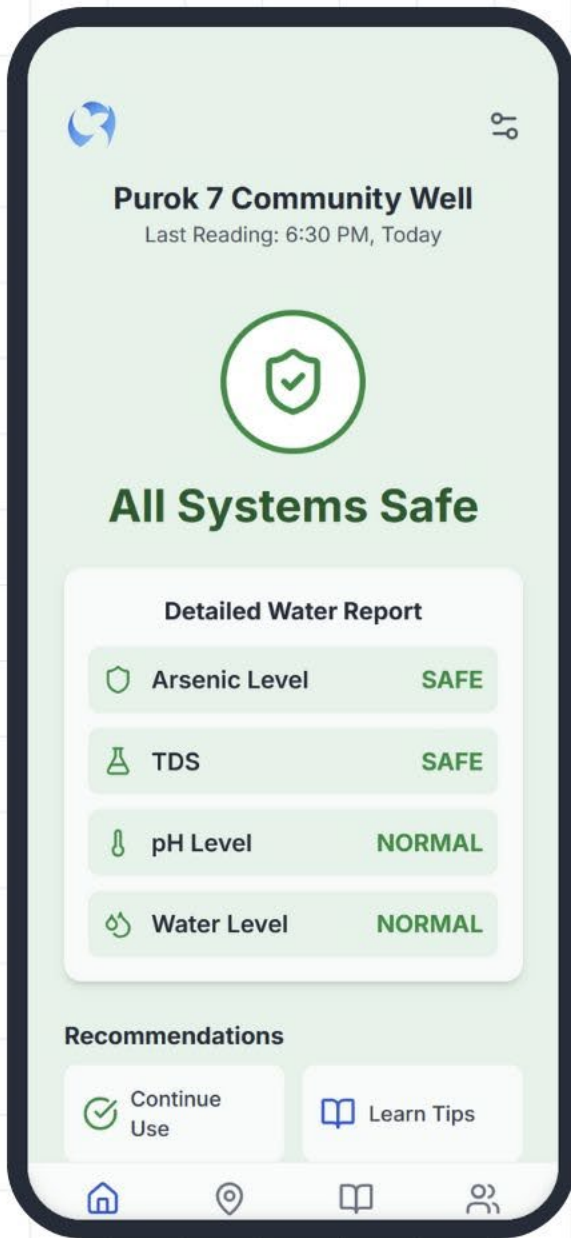 Purok 7 Community Well
Last Reading: 6:30 PM, Today
All Systems Safe
Detailed Water Report
Arsenic Level SAFE
TDS SAFE
pH Level NORMAL
Water Level NORMAL
Recommendations
Continue
Use
Learn Tips